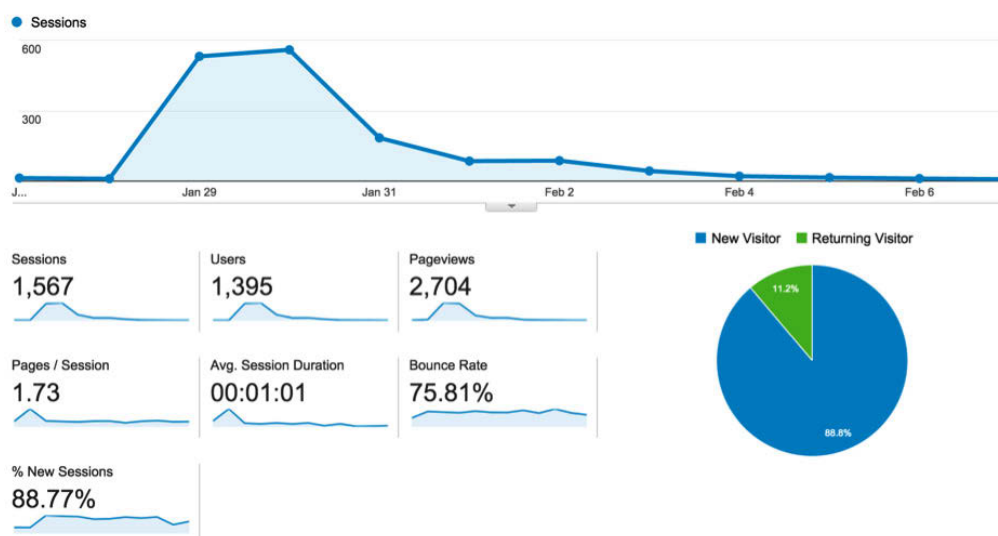 Sessions
600
300
J...
Jan 29
Jan 31
Feb 2
Feb 4
Feb 6
New Visitor
Returning Visitor
Sessions
1,567
Users
1,395
Pageviews
2,704
11.2%
88.8%
Pages / Session
1.73
Avg. Session Duration
00:01:01
Bounce Rate
75.81%
% New Sessions
88.77%